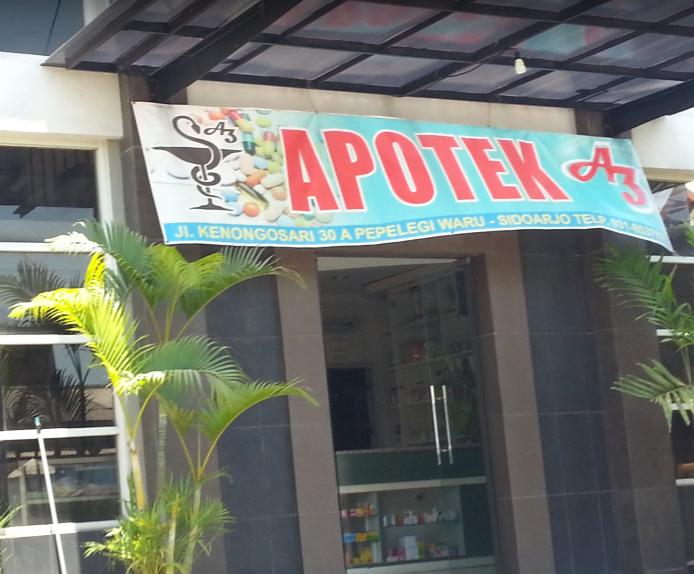 A3
APOTEK A3
Jl. KENONGOSARI 30 A PEPELEGI WARU - SIDOARJO TELP.